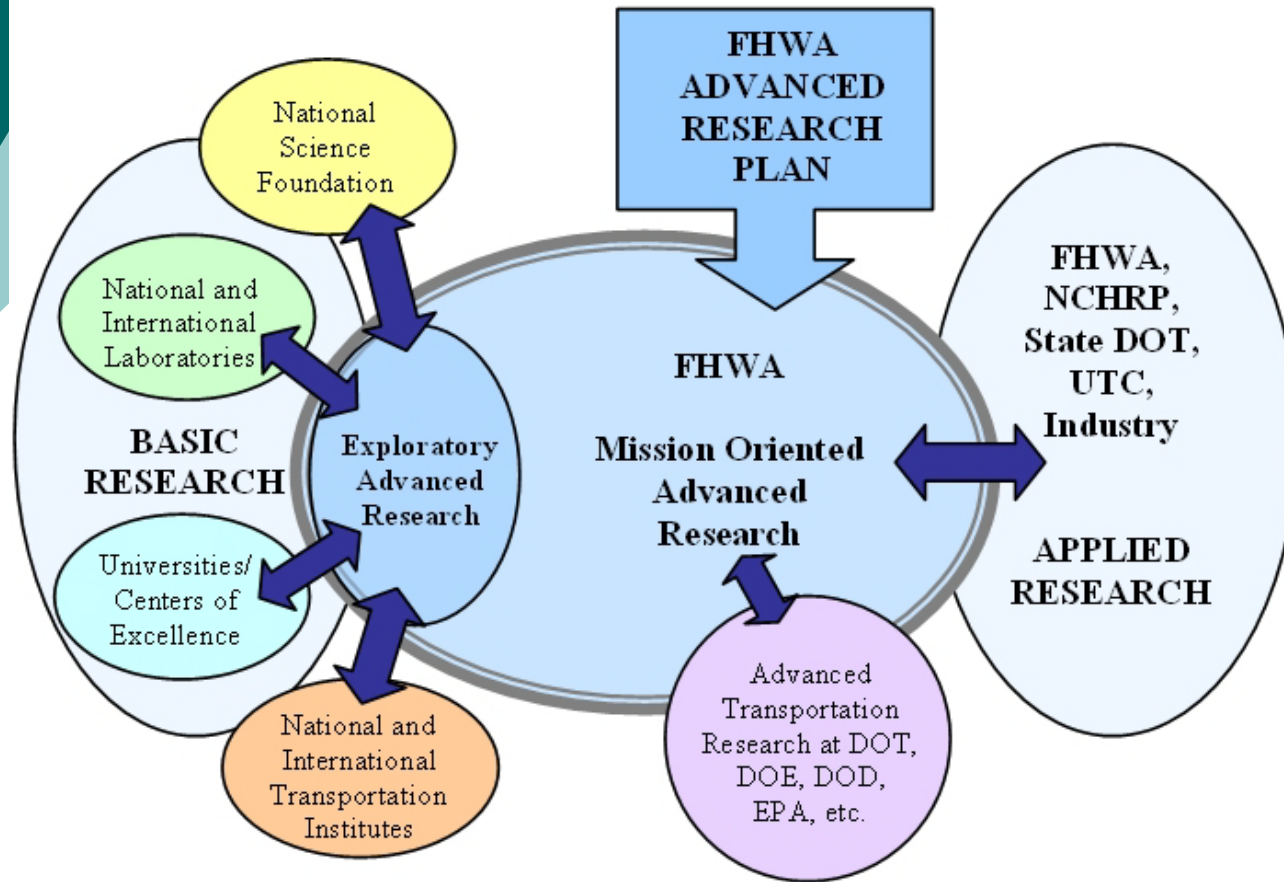 National
Science
Foundation
FHWA
ADVANCED
RESEARCH
PLAN
National and
International
Laboratories
BASIC
RESEARCH
Universities/
Centers of
Excellence
National and
International
Transportation
Institutes
Exploratory
Advanced
Research
FHWA
Mission Oriented
Advanced
Research
Advanced
Transportation
Research at DOT,
DOE, DOD,
EPA, etc.
FHWA,
NCHRP,
State DOT,
UTC,
Industry
APPLIED
RESEARCH